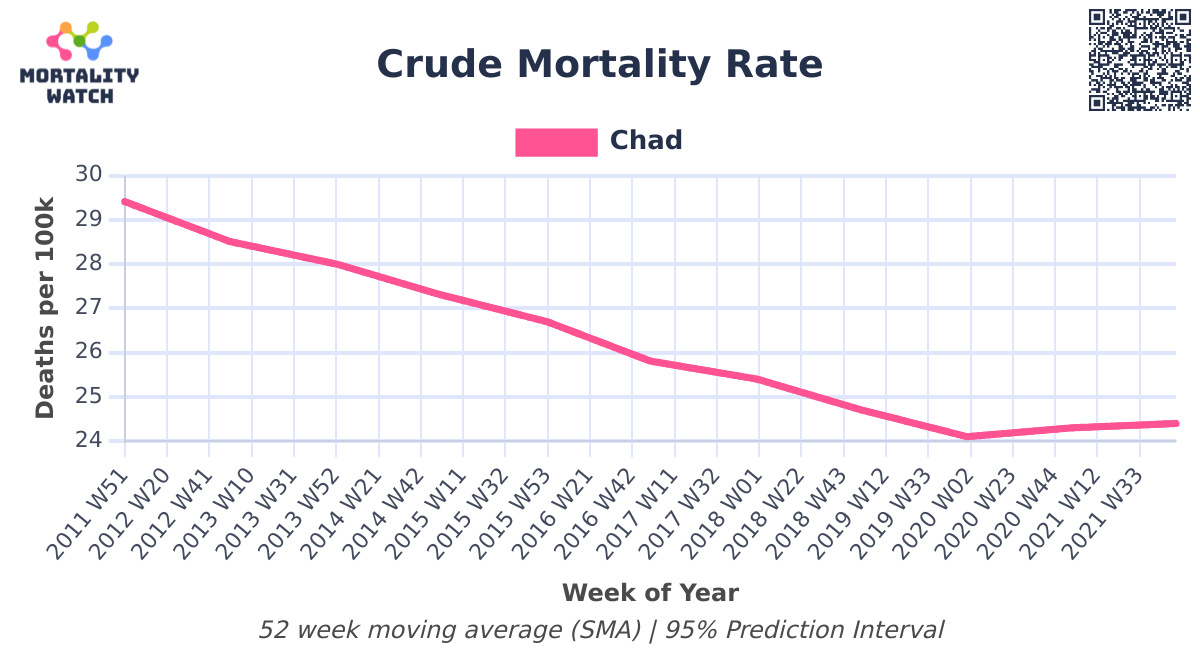 MORTALITY
WATCH
Crude Mortality Rate
Chad
Deaths per 100k
30
29
28
27
26
25
24
2011 W51
2012 W20
2012 W41
2013 W10
2013 W31
2013 W52
2014 W21
2014 W42
2015 W11
2015 W32
2015 W53
2016 W21
2016 W42
2017 W11
2017 W32
2018 W01
2018 W22
2018 W43
2019 W12
2019 W33
2020 W02
2020 W23
2020 W44
2021 W12
2021 W33
Week of Year
52 week moving average (SMA) | 95% Prediction Interval